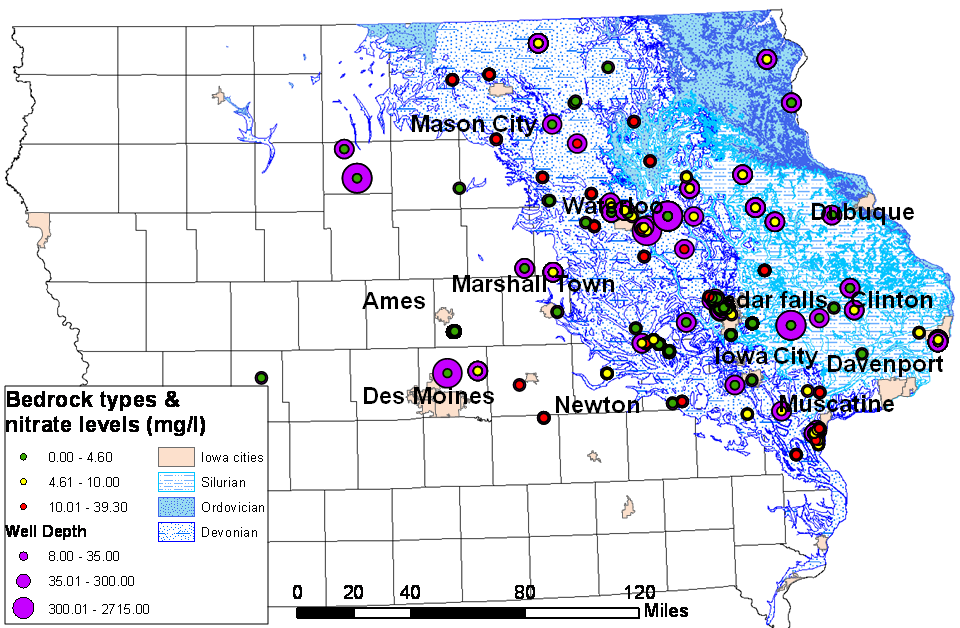 Mason City
Waterloo
Dubuque
Marshall Town
Ames
dar falls
Clinton
Iowa City
Davenport
Des Moines
Newton
Muscatine
Bedrock types &
nitrate levels (mg/l)
0.00 - 4.60
4.61 - 10.00
10.01 - 39.30
Well Depth
8.00 - 35.00
35.01 - 300.00
300.01 - 2715.00
Iowa cities
Silurian
Ordovician
Devonian
0 20 40 80 120
Miles